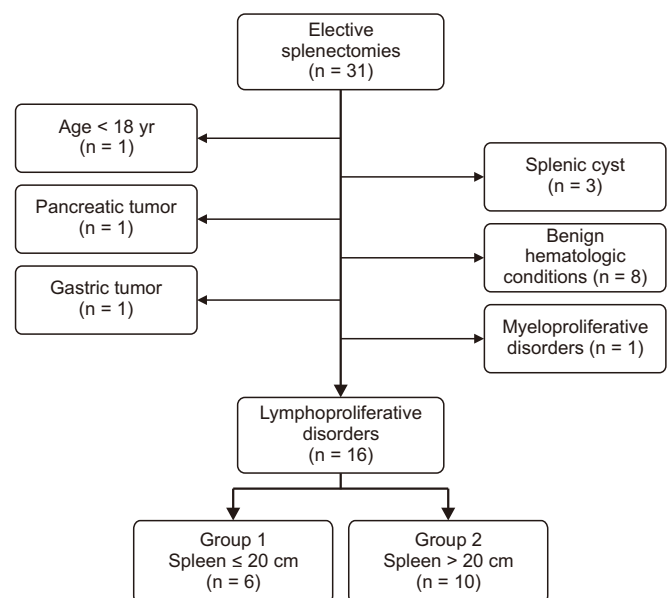 Elective
splenectomies
(n = 31)
Age < 18 yr
(n = 1)
Splenic cyst
(n = 3)
Pancreatic tumor
(n = 1)
Benign
hematologic
conditions (n = 8)
Gastric tumor
(n = 1)
Myeloproliferative
disorders (n = 1)
Lymphoproliferative
disorders
(n = 16)
Group 1
Spleen ≤ 20 cm
(n = 6)
Group 2
Spleen > 20 cm
(n = 10)